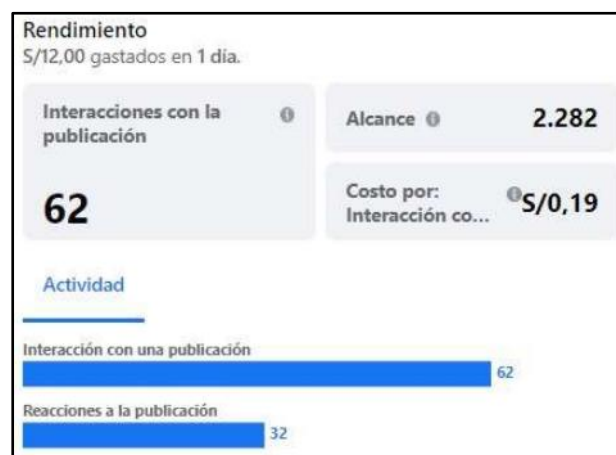 Rendimiento
S/12,00 gastados en 1 día.
Interacciones con la
publicación
62
Alcance
2.282
Costo por:
Interacción co...
S/0,19
Actividad
Interacción con una publicación
62
Reacciones a la publicación
32